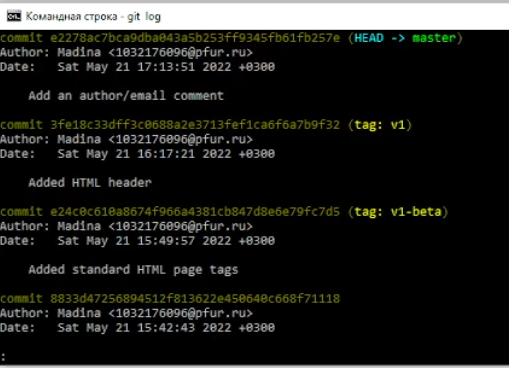 Командная строка - git log
commit e2278ac7bca9dba043a5b253ff9345fb61fb257e (HEAD -> master)
Author: Madina <1032176096@pfur.ru>
Date: Sat May 21 17:13:51 2022 +0300
Add an author/email comment
commit 3fe18c33dff3c0688a2e3713fef1ca6f6a7b9f32 (tag: v1)
Author: Madina <1032176096@pfur.ru>
Date: Sat May 21 16:17:21 2022 +0300
Added HTML header
commit e24c0c610a8674f966a4381cb847d8e6e79fc7d5 (tag: v1-beta)
Author: Madina <1032176096@pfur.ru>
Date: Sat May 21 15:49:57 2022 +0300
Added standard HTML page tags
commit 8833d47256894512f813622e450640c668f71118
Author: Madina <1032176096@pfur.ru>
Date: Sat May 21 15:42:43 2022 +0300
: